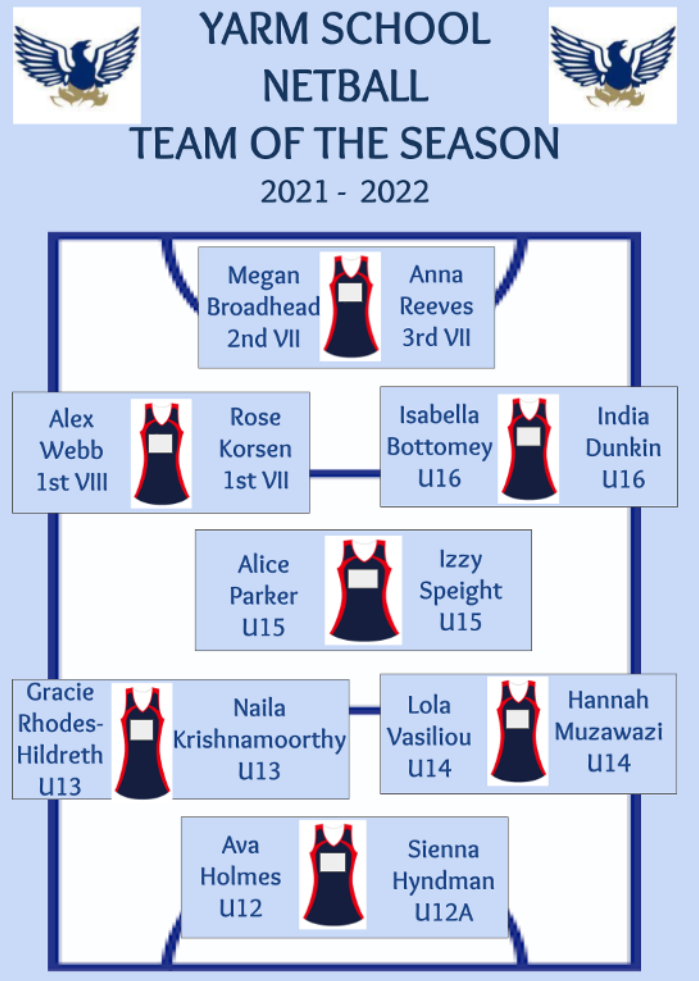 YARM SCHOOL
NETBALL
TEAM OF THE SEASON
2021 - 2022
Megan
Broadhead
2nd VII
Anna
Reeves
3rd VII
Alex
Webb
1st VIII
Rose
Korsen
1st VII
Isabella
Bottomey
U16
India
Dunkin
U16
Alice
Parker
U15
Izzy
Speight
U15
Gracie
Rhodes-
Hildreth
U13
Naila
Krishnamoorthy
U13
Lola
Vasiliou
U14
Hannah
Muzawazi
U14
Ava
Holmes
U12
Sienna
Hyndman
U12A